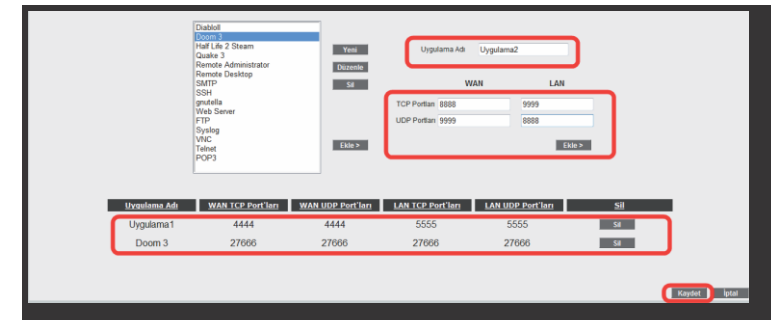 Diabloll
Doom 3
Half Life 2 Steam
Quake 3
Remote Administrator
Remote Desktop
SMTP
SSH
gnutella
Web Server
FTP
Syslog
VNC
Telnet
POP3
Yeni
Düzenle
Sil
Ekle >
Uygulama Adı Uygulama2
WAN LAN
TCP Portları 8888 9999
UDP Portları 9999 8888
Ekle >
Uygulama Adı WAN TCP Port'ları WAN UDP Port'ları LAN TCP Port'ları LAN UDP Port'ları Sil
Uygulama1 4444 4444 5555 5555 Sil
Doom 3 27666 27666 27666 27666 Sil
Kaydet İptal